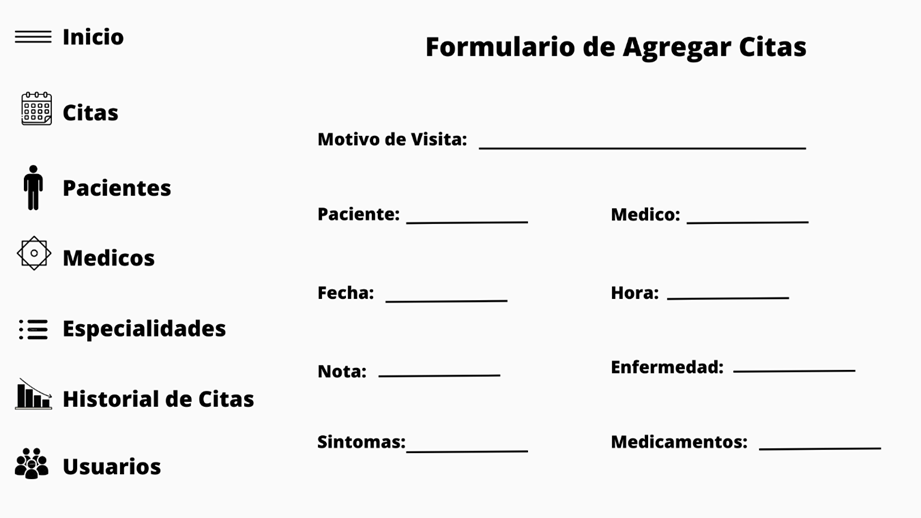 Inicio
Citas
Pacientes
Medicos
Especialidades
Historial de Citas
Usuarios
Formulario de Agregar Citas
Motivo de Visita:
Paciente:
Medico:
Fecha:
Hora:
Nota:
Enfermedad:
Sintomas:
Medicamentos: